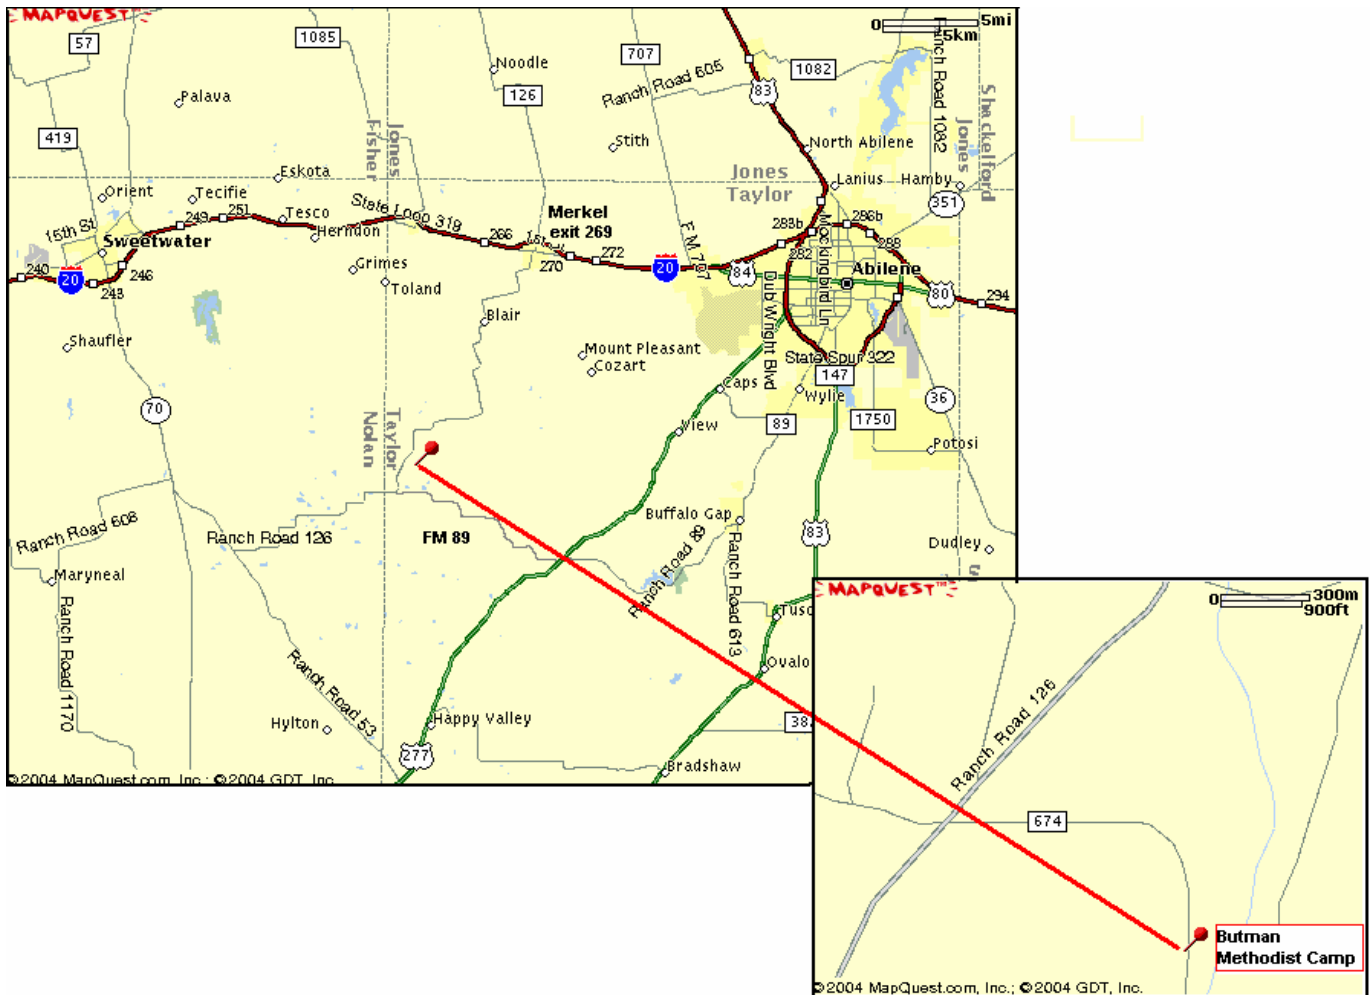 MAPQUEST
57
1085
Noodle
707
Ranch Road 605
1082
83
0
5mi
5km
Ranch Road 1082
Palava
126
419
Fisher
Jones
Stith
North Abilene
Shackelford
Jones
Jones
Taylor
Eskota
Lanius
Hamby
Orient
Tecific
351
15th St
249
251
Tesco
State Loop 319
Merkel
exit 269
283b
286b
Sweetwater
Herndon
266
FM 707
Mockingbird Ln
288
240
20
246
243
Grimes
270
272
20
84
282
Abilene
80
294
Toland
Dub Wright Blvd
Blair
Shaufler
Mount Pleasant
Cozart
State Spur 322
147
Caps
Wylie
36
70
Taylor
Nolan
View
89
1750
Potosi
Ranch Road 608
Ranch Road 126
FM 89
Buffalo Gap
Ranch Road 89
83
Dudley
Maryneal
Ranch Road 1170
Ranch Road 613
Tusc
Ovalo
Ranch Road 53
Hylton
Happy Valley
38
277
Bradshaw
©2004 MapQuest.com, Inc.; ©2004 GDT, Inc.
MAPQUEST™
0
300m
900ft
Ranch Road 126
674
Butman
Methodist Camp
©2004 MapQuest.com, Inc.; ©2004 GDT, Inc.